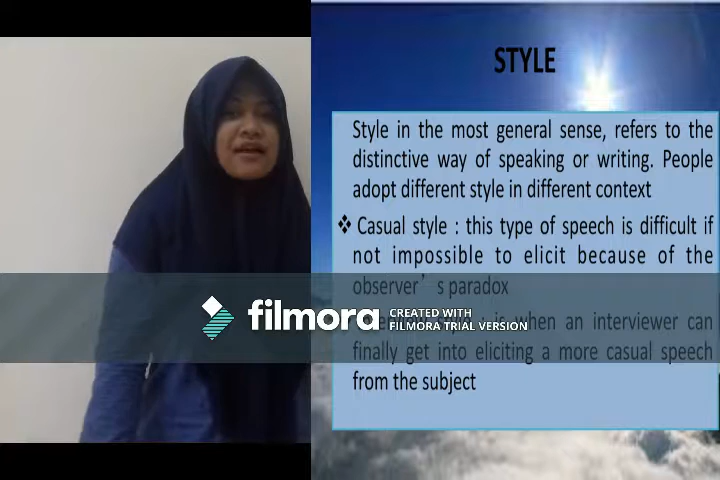 STYLE
Style in the most general sense, refers to the
distinctive way of speaking or writing. People
adopt different style in different context
❖ Casual style : this type of speech is difficult if
not impossible to elicit because of the
observer's paradox
filmora CREATED WITH
FILMORA TRIAL VERSION
style : is when an interviewer can
finally get into eliciting a more casual speech
from the subject